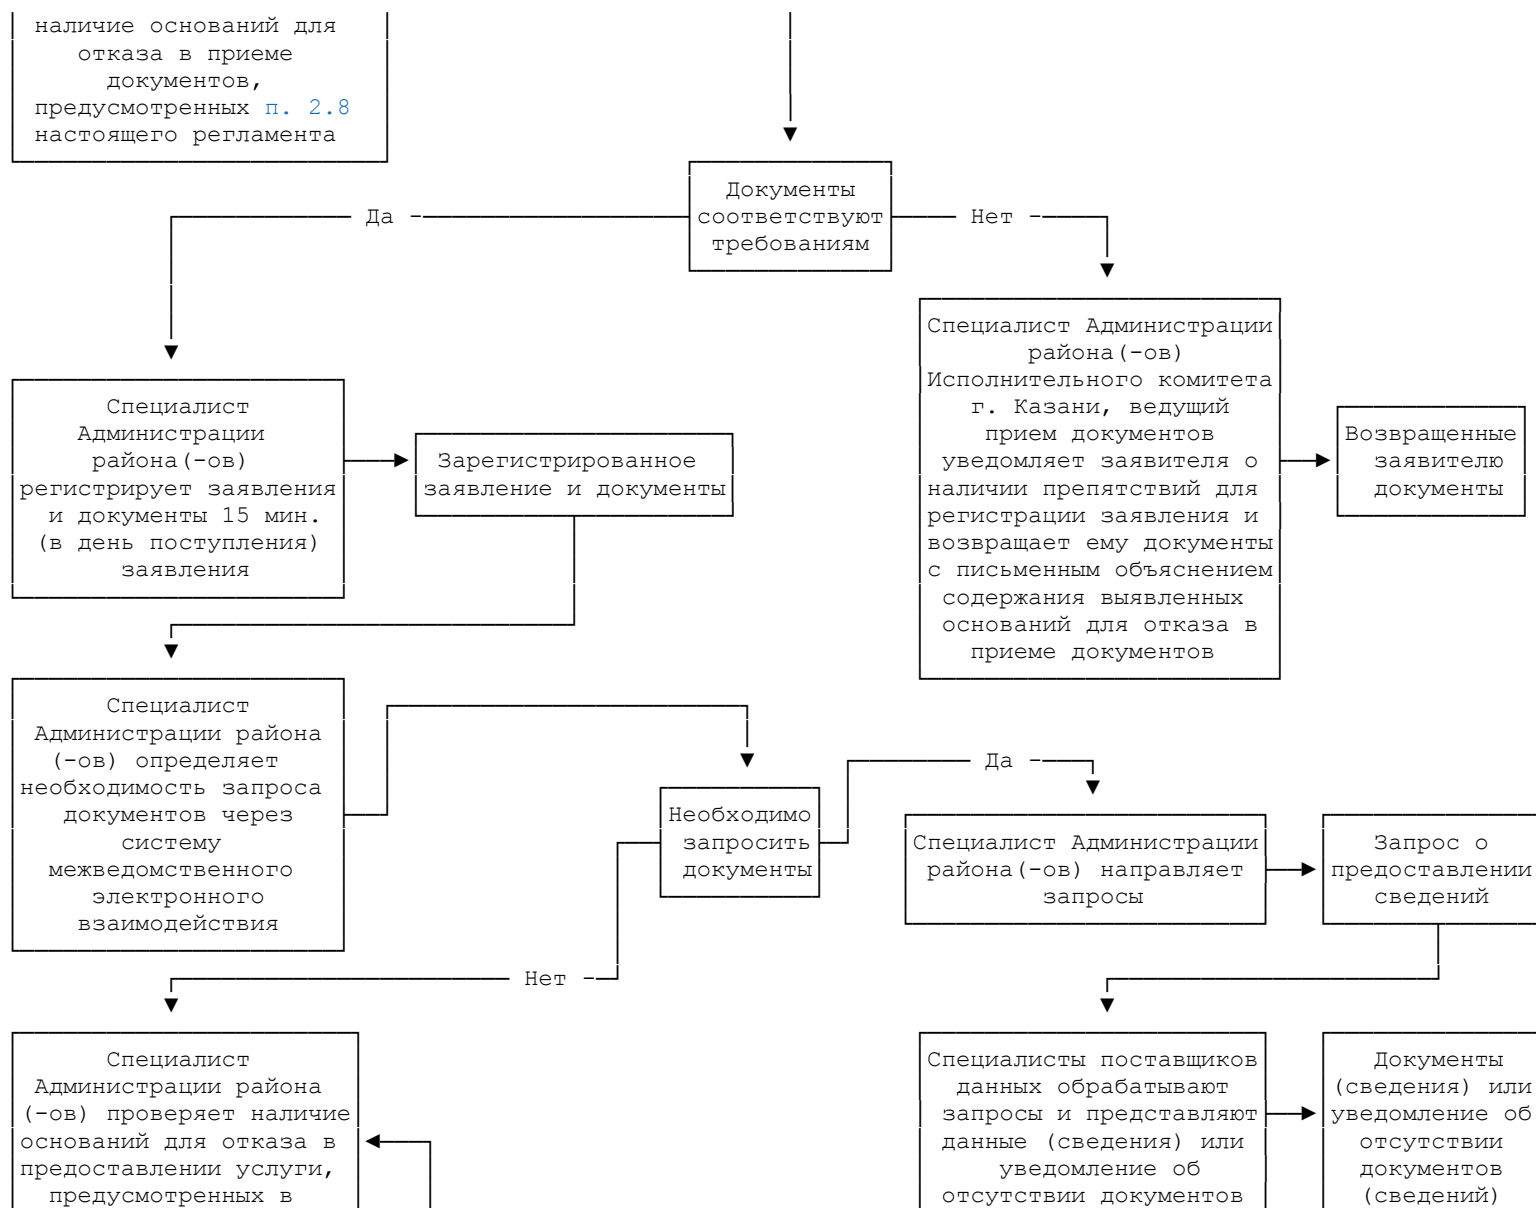 наличие оснований для
отказа в приеме
документов,
предусмотренных п. 2.8
настоящего регламента
Документы
соответствуют
требованиям
Да -
Нет -
Специалист Администрации
района(-ов)
Исполнительного комитета
г. Казани, ведущий
прием документов
уведомляет заявителя о
наличии препятствий для
регистрации заявления и
возвращает ему документы
с письменным объяснением
содержания выявленных
оснований для отказа в
приеме документов
Возвращенные
заявителю
документы
Специалист
Администрации
района(-ов)
регистрирует заявления
и документы 15 мин.
(в день поступления)
заявления
Зарегистрированное
заявление и документы
Специалист
Администрации района
(-ов) определяет
необходимость запроса
документов через
систему
межведомственного
электронного
взаимодействия
Необходимо
запросить
документы
Да -
Специалист Администрации
района(-ов) направляет
запросы
Запрос о
предоставлении
сведений
Нет -
Специалист
Администрации района
(-ов) проверяет наличие
оснований для отказа в
предоставлении услуги,
предусмотренных в
Специалисты поставщиков
данных обрабатывают
запросы и представляют
данные (сведения) или
уведомление об
отсутствии документов
Документы
(сведения) или
уведомление об
отсутствии
документов
(сведений)